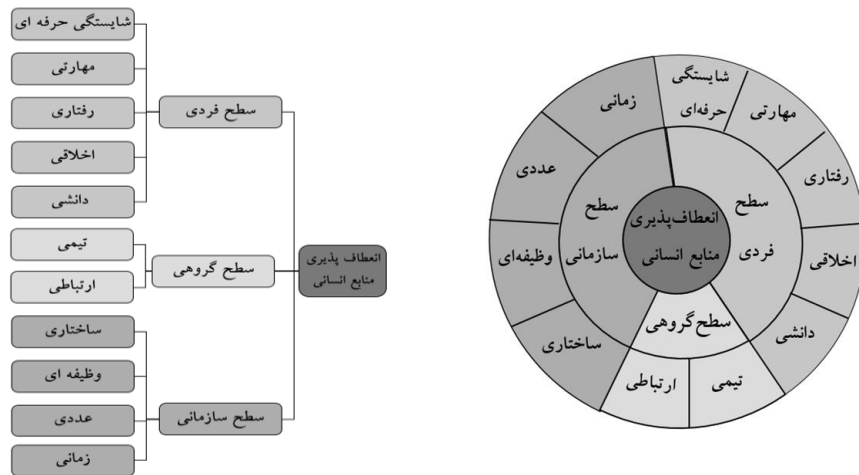 انعطاف پذیری
منابع انسانی
سطح فردی
شایستگی حرفه ای
مهارتی
رفتاری
اخلاقی
دانشی
سطح گروهی
تیمی
ارتباطی
سطح سازمانی
ساختاری
وظیفه ای
عددی
زمانی
انعطاف‌پذیری
منابع انسانی
سطح
فردی
شایستگی
حرفه‌ای
مهارتی
رفتاری
اخلاقی
دانشی
سطح گروهی
تیمی
ارتباطی
سطح
سازمانی
ساختاری
وظیفه‌ای
عددی
زمانی